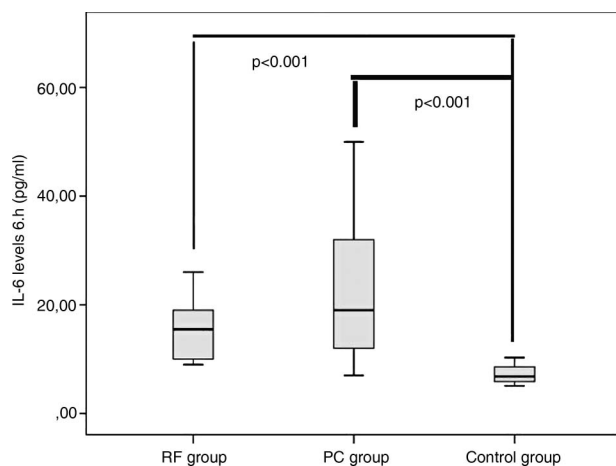 p<0.001
60,00
p<0.001
40,00
IL-6 levels 6.h (pg/ml)
20,00
,00
RF group PC group Control group